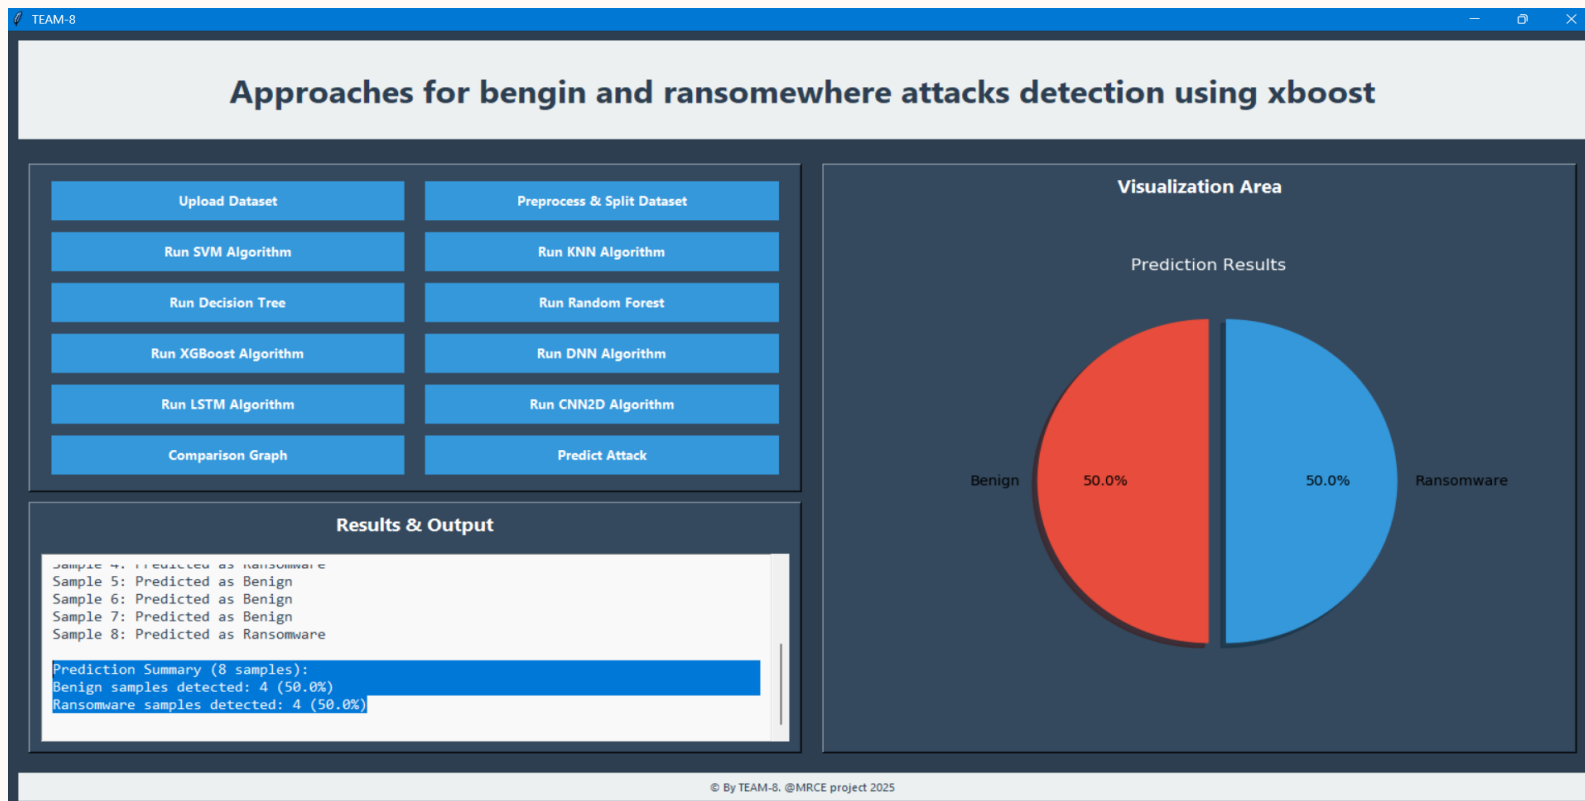 TEAM-8
Approaches for bengin and ransomewhere attacks detection using xboost
Upload Dataset
Preprocess & Split Dataset
Run SVM Algorithm
Run KNN Algorithm
Run Decision Tree
Run Random Forest
Run XGBoost Algorithm
Run DNN Algorithm
Run LSTM Algorithm
Run CNN2D Algorithm
Comparison Graph
Predict Attack
Results & Output
Sample 4: Predicted as Ransomware
Sample 5: Predicted as Benign
Sample 6: Predicted as Benign
Sample 7: Predicted as Benign
Sample 8: Predicted as Ransomware
Prediction Summary (8 samples):
Benign samples detected: 4 (50.0%)
Ransomware samples detected: 4 (50.0%)
Visualization Area
Prediction Results
Benign
50.0%
50.0%
Ransomware
© By TEAM-8. @MRCE project 2025